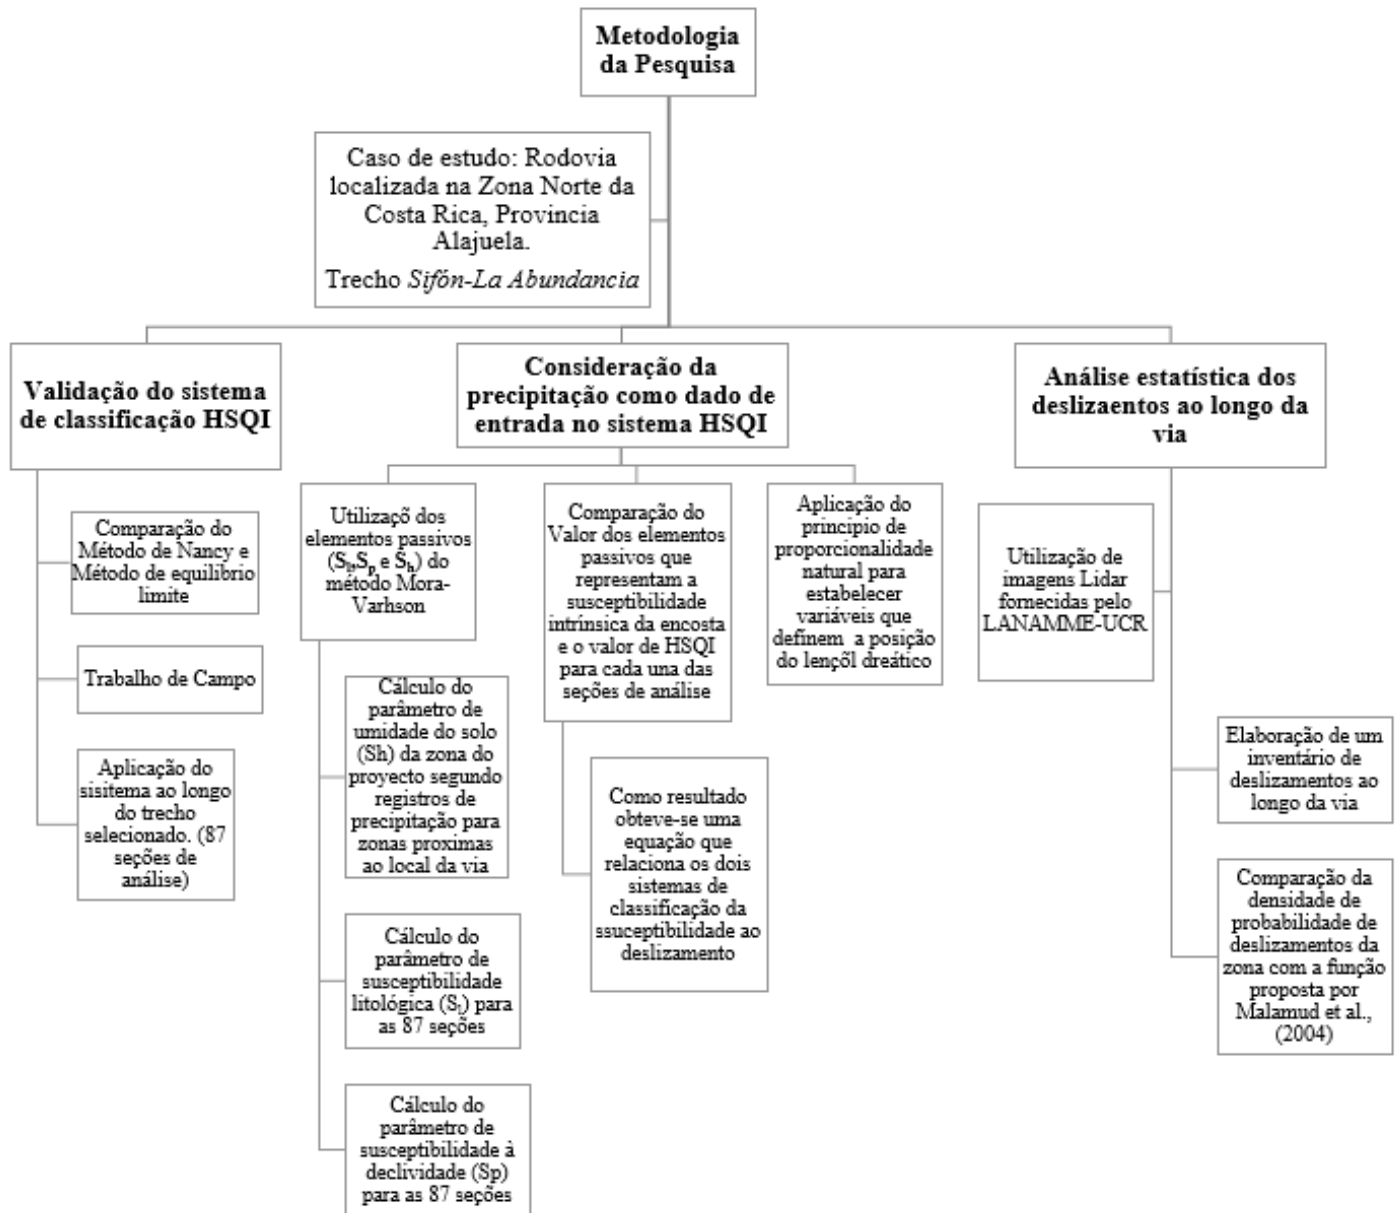 Metodologia
da Pesquisa
Caso de estudo: Rodovia
localizada na Zona Norte da
Costa Rica, Provincia
Alajuela.
Trecho Sifón-La Abundancia
Validação do sistema
de classificação HSQI
Comparação do
Método de Nancy e
Método de equilíbrio
limite
Trabalho de Campo
Aplicação do
sisitema ao longo
do trecho
selecionado. (87
seções de
análise)
Consideração da
precipitação como dado de
entrada no sistema HSQI
Utilizaçõ dos
elementos passivos
(Sl,Sp e Sh) do
método Mora-
Varhson
Cálculo do
parâmetro de
umidade do solo
(Sh) da zona do
proyecto segundo
registros de
precipitação para
zonas proximas
ao local da via
Cálculo do
parâmetro de
susceptibilidade
litológica (Sl) para
as 87 seções
Cálculo do
parâmetro de
susceptibilidade à
declividade (Sp)
para as 87 seções
Comparação do
Valor dos elementos
passivos que
representam a
susceptibilidade
intrínsica da encosta
e o valor de HSQI
para cada una das
seções de análise
Como resultado
obteve-se uma
equação que
relaciona os dois
sistemas de
classificação da
ssuceptibilidade ao
deslizamento
Aplicação do
principio de
proporcionalidade
natural para
estabelecer
variáveis que
definem a posição
do lençõl dreático
Análise estatística dos
deslizaentos ao longo da
via
Utilização de
imagens Lidar
fornecidas pelo
LANAMME-UCR
Elaboração de um
inventário de
deslizamentos ao
longo da via
Comparação da
densidade de
probabilidade de
deslizamentos da
zona com a função
proposta por
Malamud et al.,
(2004)